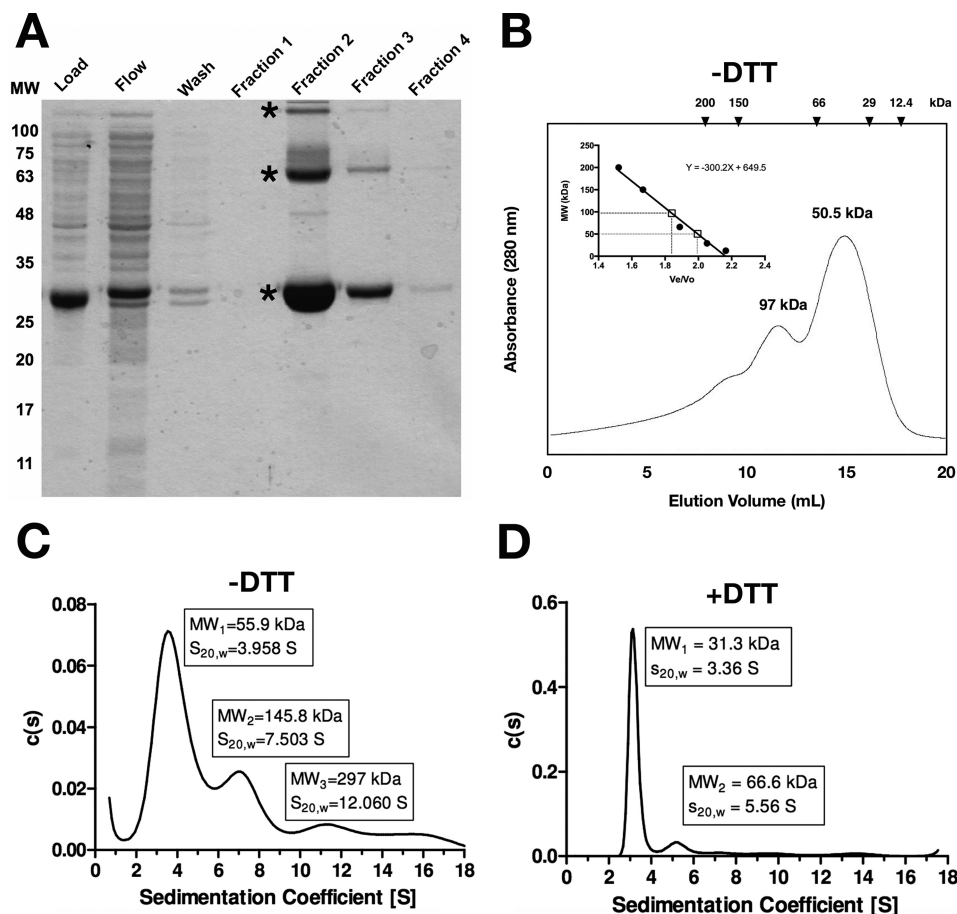 A
MW
Load
Flow
Wash
Fraction 1
Fraction 2
Fraction 3
Fraction 4
100
75
63
48
35
25
20
17
11
*
*
*
B
-DTT
200 150 66 29 12.4 kDa
Absorbance (280 nm)
MW (kDa)
250
200
150
100
50
0
Y = -300.2X + 649.5
1.4 1.6 1.8 2.0 2.2 2.4
Ve/Vo
97 kDa
50.5 kDa
0 5 10 15 20
Elution Volume (mL)
C
-DTT
c(s)
0.08
0.06
0.04
0.02
0.00
MW₁=55.9 kDa
S₂₀,w=3.958 S
MW₂=145.8 kDa
S₂₀,w=7.503 S
MW₃=297 kDa
S₂₀,w=12.060 S
0 2 4 6 8 10 12 14 16 18
Sedimentation Coefficient [S]
D
+DTT
c(s)
0.6
0.4
0.2
0.0
MW₁ = 31.3 kDa
s₂₀,w = 3.36 S
MW₂ = 66.6 kDa
s₂₀,w = 5.56 S
0 2 4 6 8 10 12 14 16 18
Sedimentation Coefficient [S]